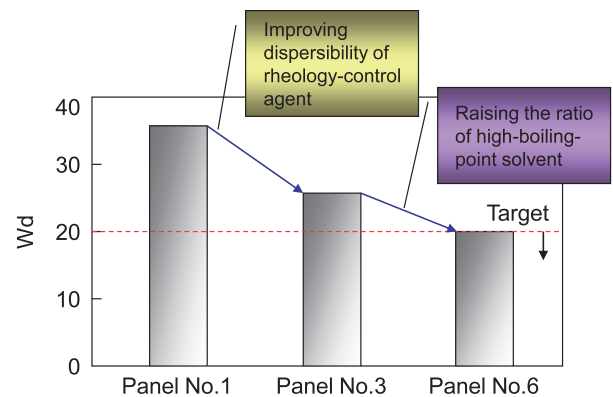 Improving
dispersibility of
rheology-control
agent
Raising the ratio
of high-boiling-
point solvent
Target
Wd
40
30
20
10
0
Panel No.1
Panel No.3
Panel No.6